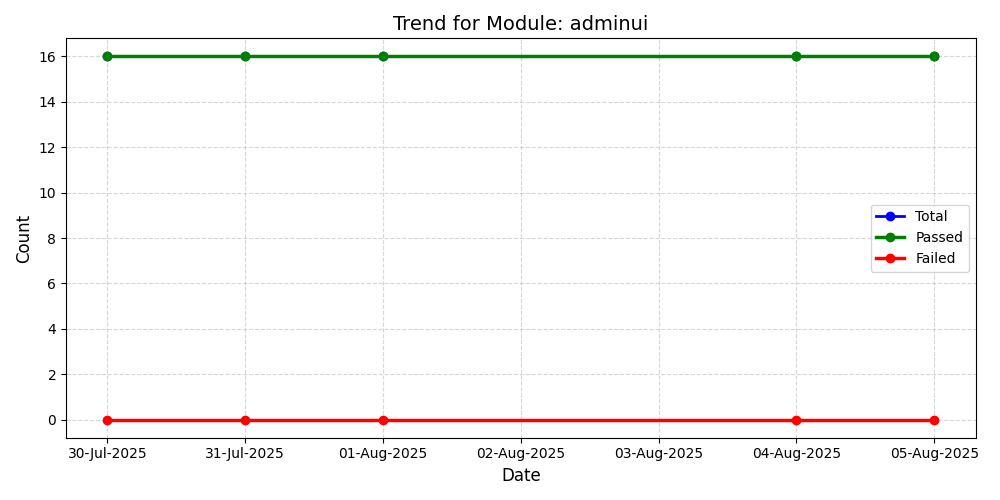 Trend for Module: adminui
Count
16
14
12
10
8
6
4
2
0
Total
Passed
Failed
30-Jul-2025
31-Jul-2025
01-Aug-2025
02-Aug-2025
03-Aug-2025
04-Aug-2025
05-Aug-2025
Date